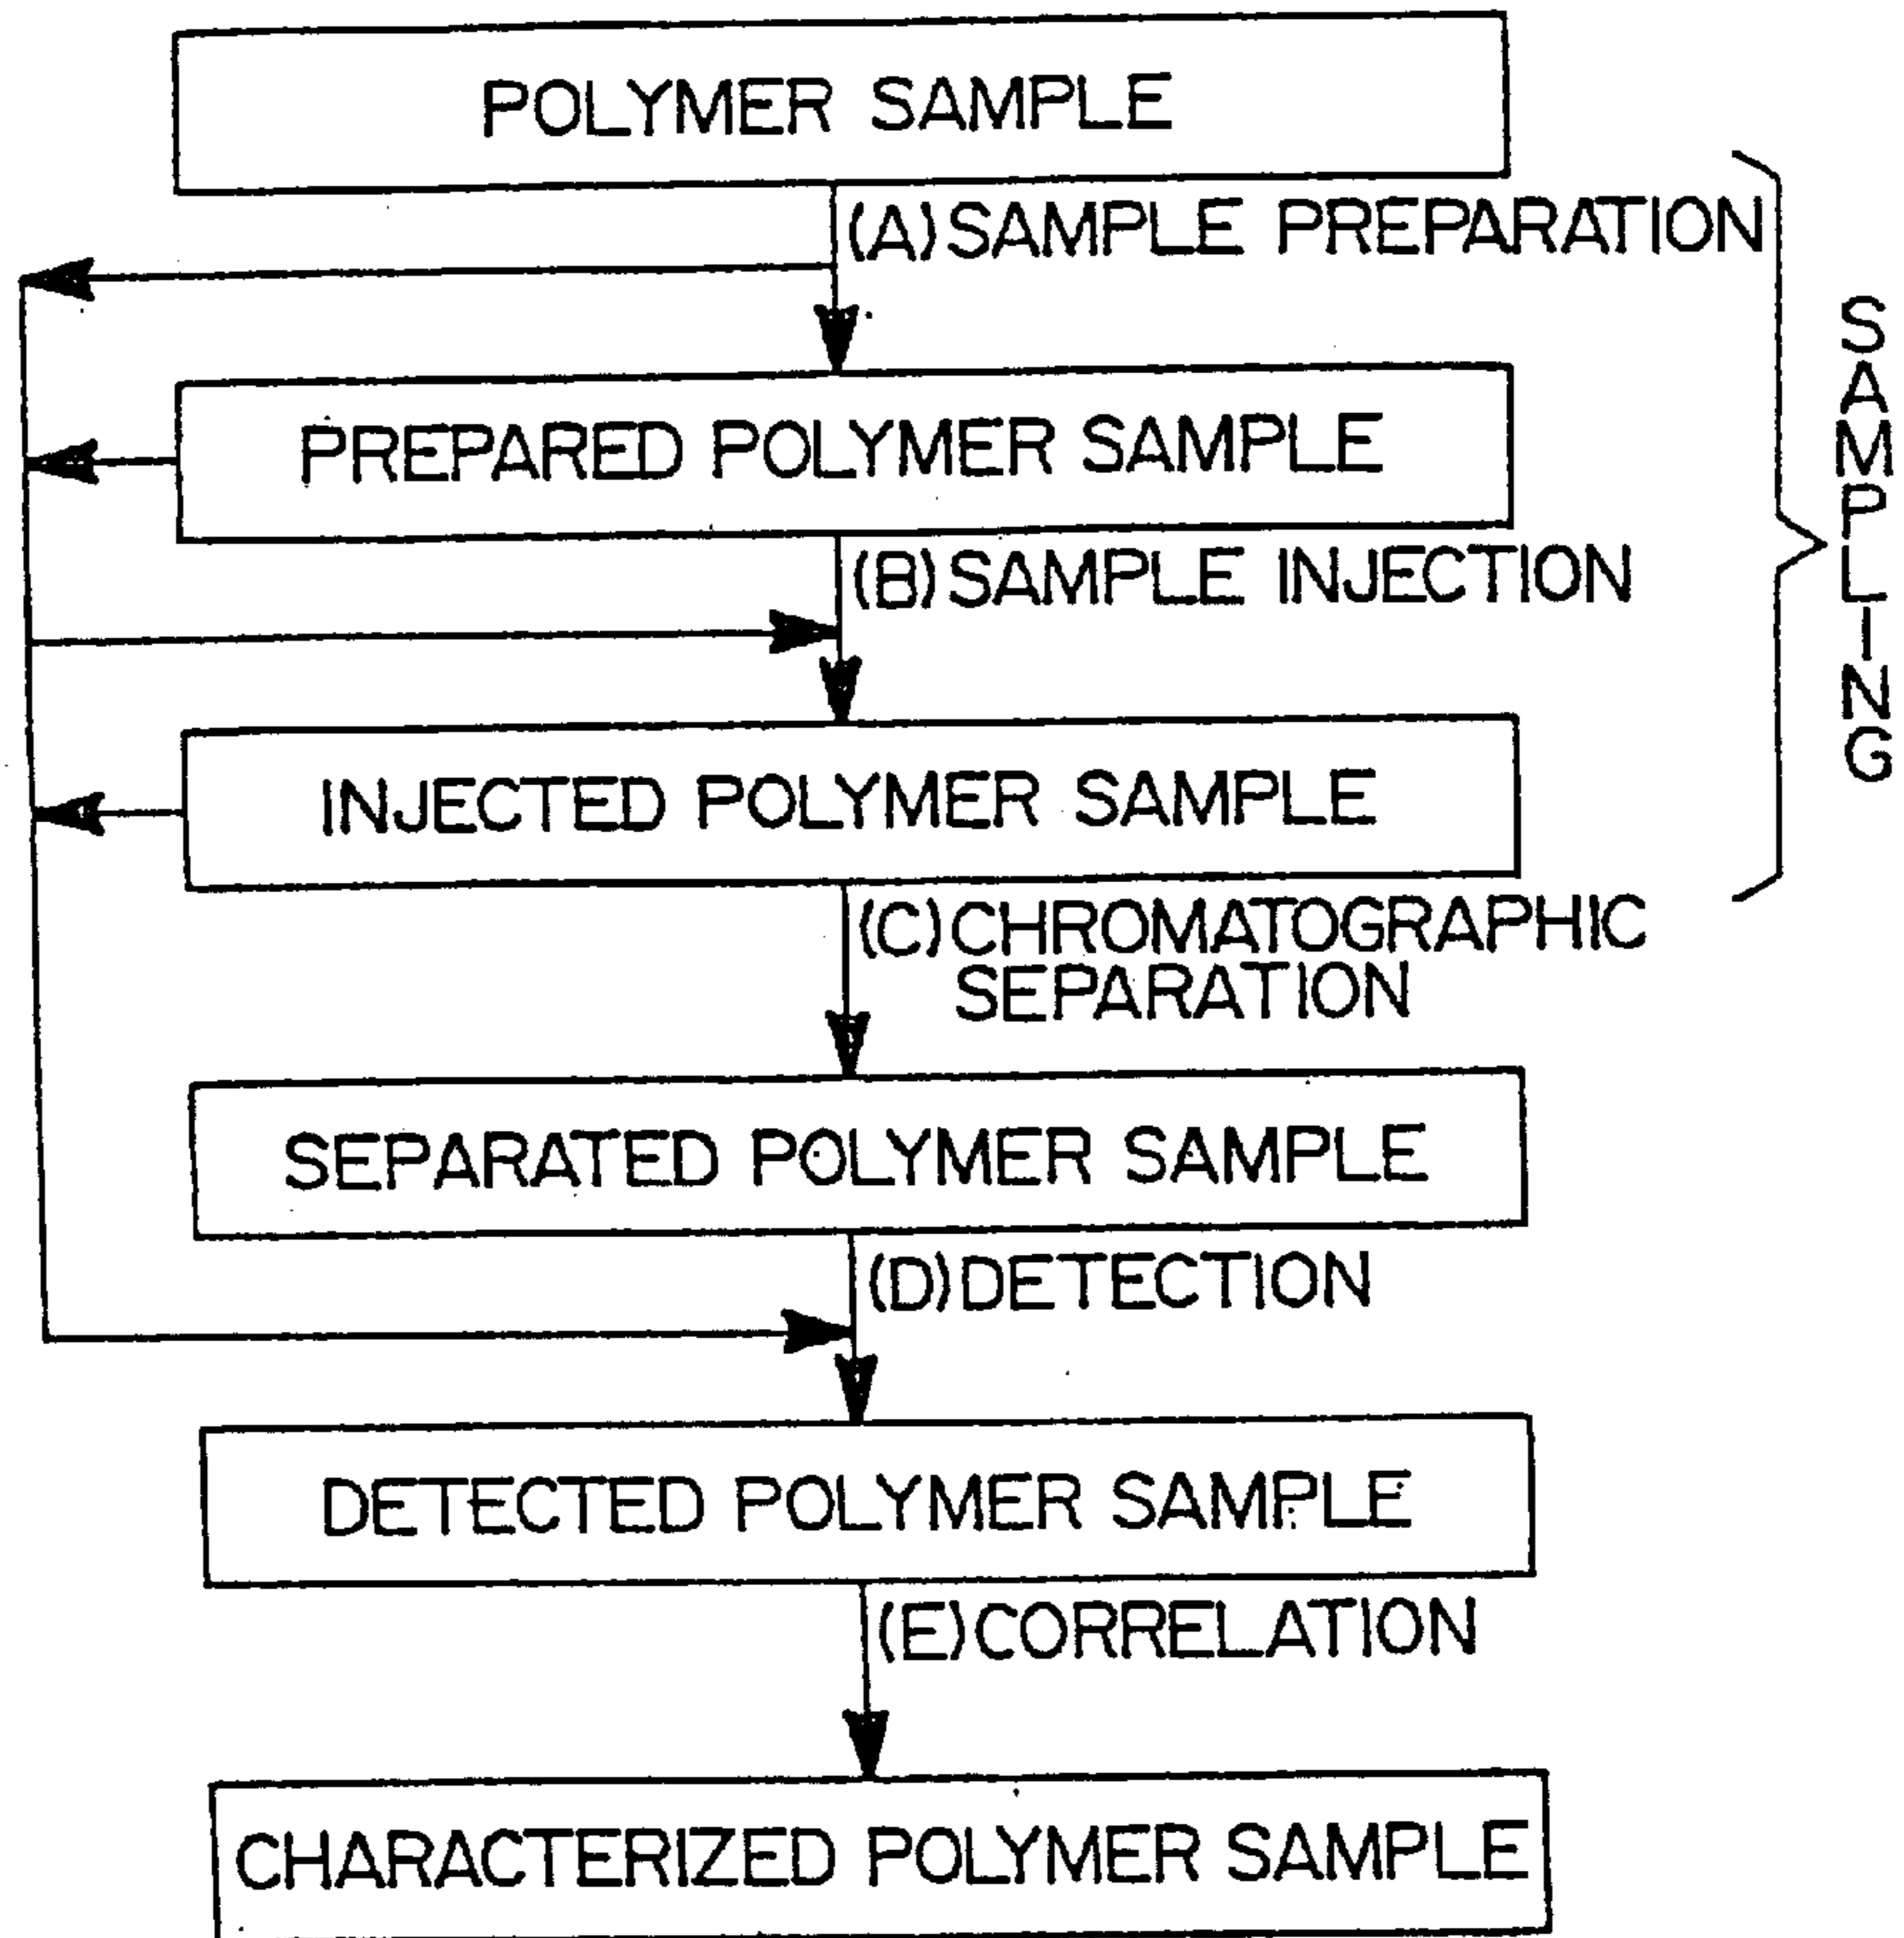 POLYMER SAMPLE
(A) SAMPLE PREPARATION
PREPARED POLYMER SAMPLE
(B) SAMPLE INJECTION
INJECTED POLYMER SAMPLE
(C) CHROMATOGRAPHIC
SEPARATION
SEPARATED POLYMER SAMPLE
(D) DETECTION
DETECTED POLYMER SAMPLE
(E) CORRELATION
CHARACTERIZED POLYMER SAMPLE
SAMPLING